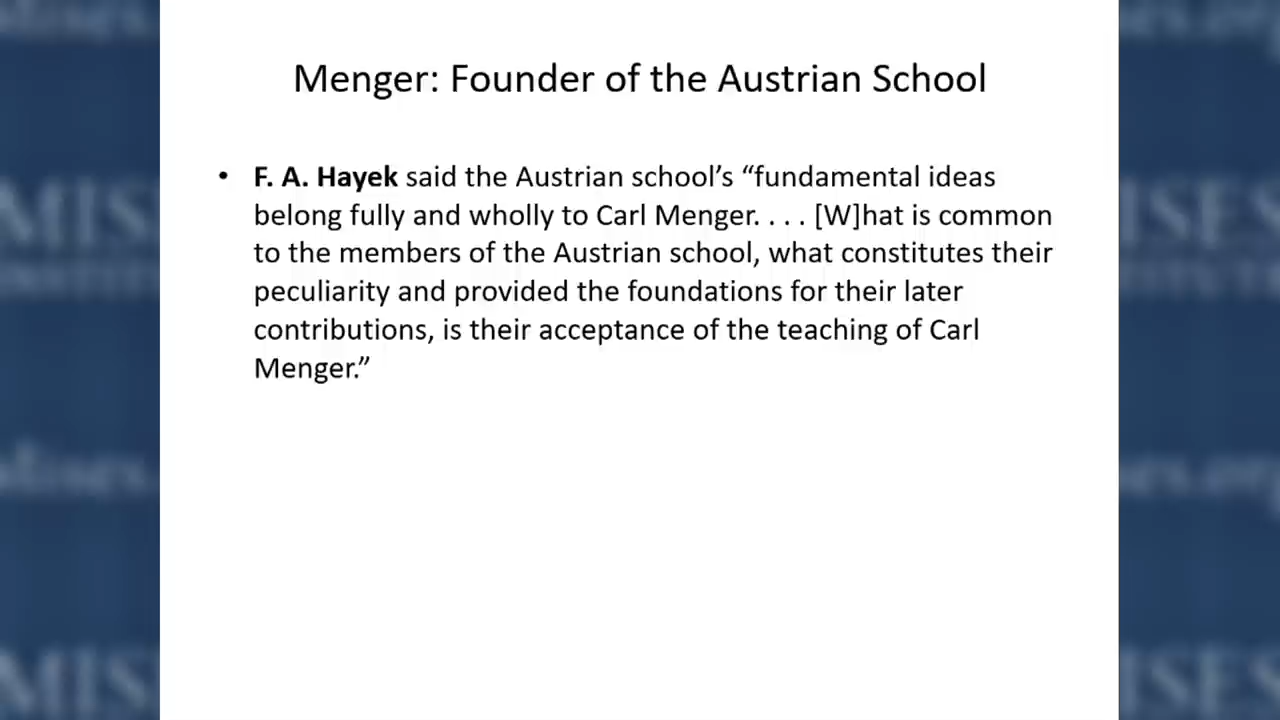 Menger: Founder of the Austrian School
• F. A. Hayek said the Austrian school’s “fundamental ideas
belong fully and wholly to Carl Menger. . . . [W]hat is common
to the members of the Austrian school, what constitutes their
peculiarity and provided the foundations for their later
contributions, is their acceptance of the teaching of Carl
Menger.”